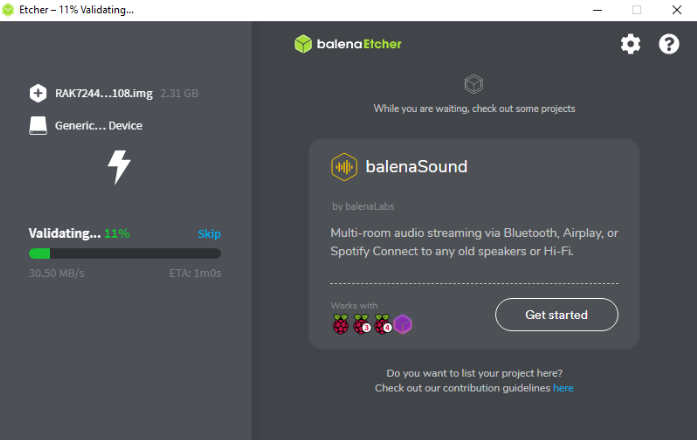 Etcher – 11% Validating...
balenaEtcher
RAK7244...108.img 2.31 GB
Generic... Device
Validating... 11% Skip
30.50 MB/s ETA: 1m0s
While you are waiting, check out some projects
balenaSound
by balenaLabs
Multi-room audio streaming via Bluetooth, Airplay, or
Spotify Connect to any old speakers or Hi-Fi.
Works with
3 4
Get started
Do you want to list your project here?
Check out our contribution guidelines here